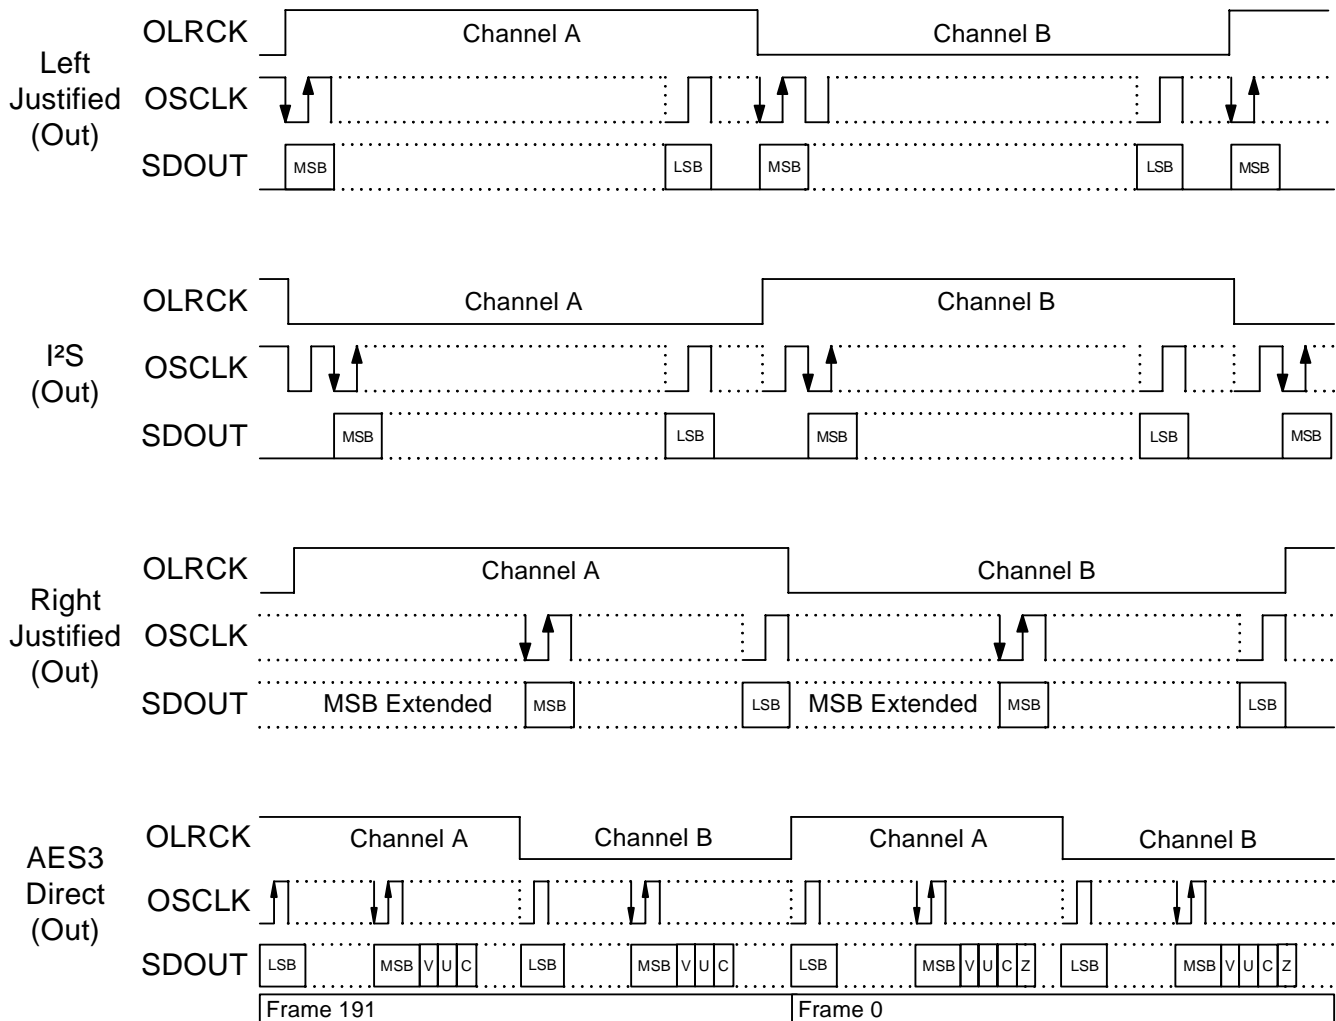 OLRCK Channel A Channel B
Left
Justified
(Out)
OSCLK
SDOUT MSB LSB MSB LSB MSB
OLRCK Channel A Channel B
I²S
(Out)
OSCLK
SDOUT MSB LSB MSB LSB MSB
OLRCK Channel A Channel B
Right
Justified
(Out)
OSCLK
SDOUT MSB Extended MSB LSB MSB Extended MSB LSB
OLRCK Channel A Channel B Channel A Channel B
AES3
Direct
(Out)
OSCLK
SDOUT LSB MSB V U C LSB MSB V U C LSB MSB V U C Z LSB MSB V U C Z
Frame 191 Frame 0